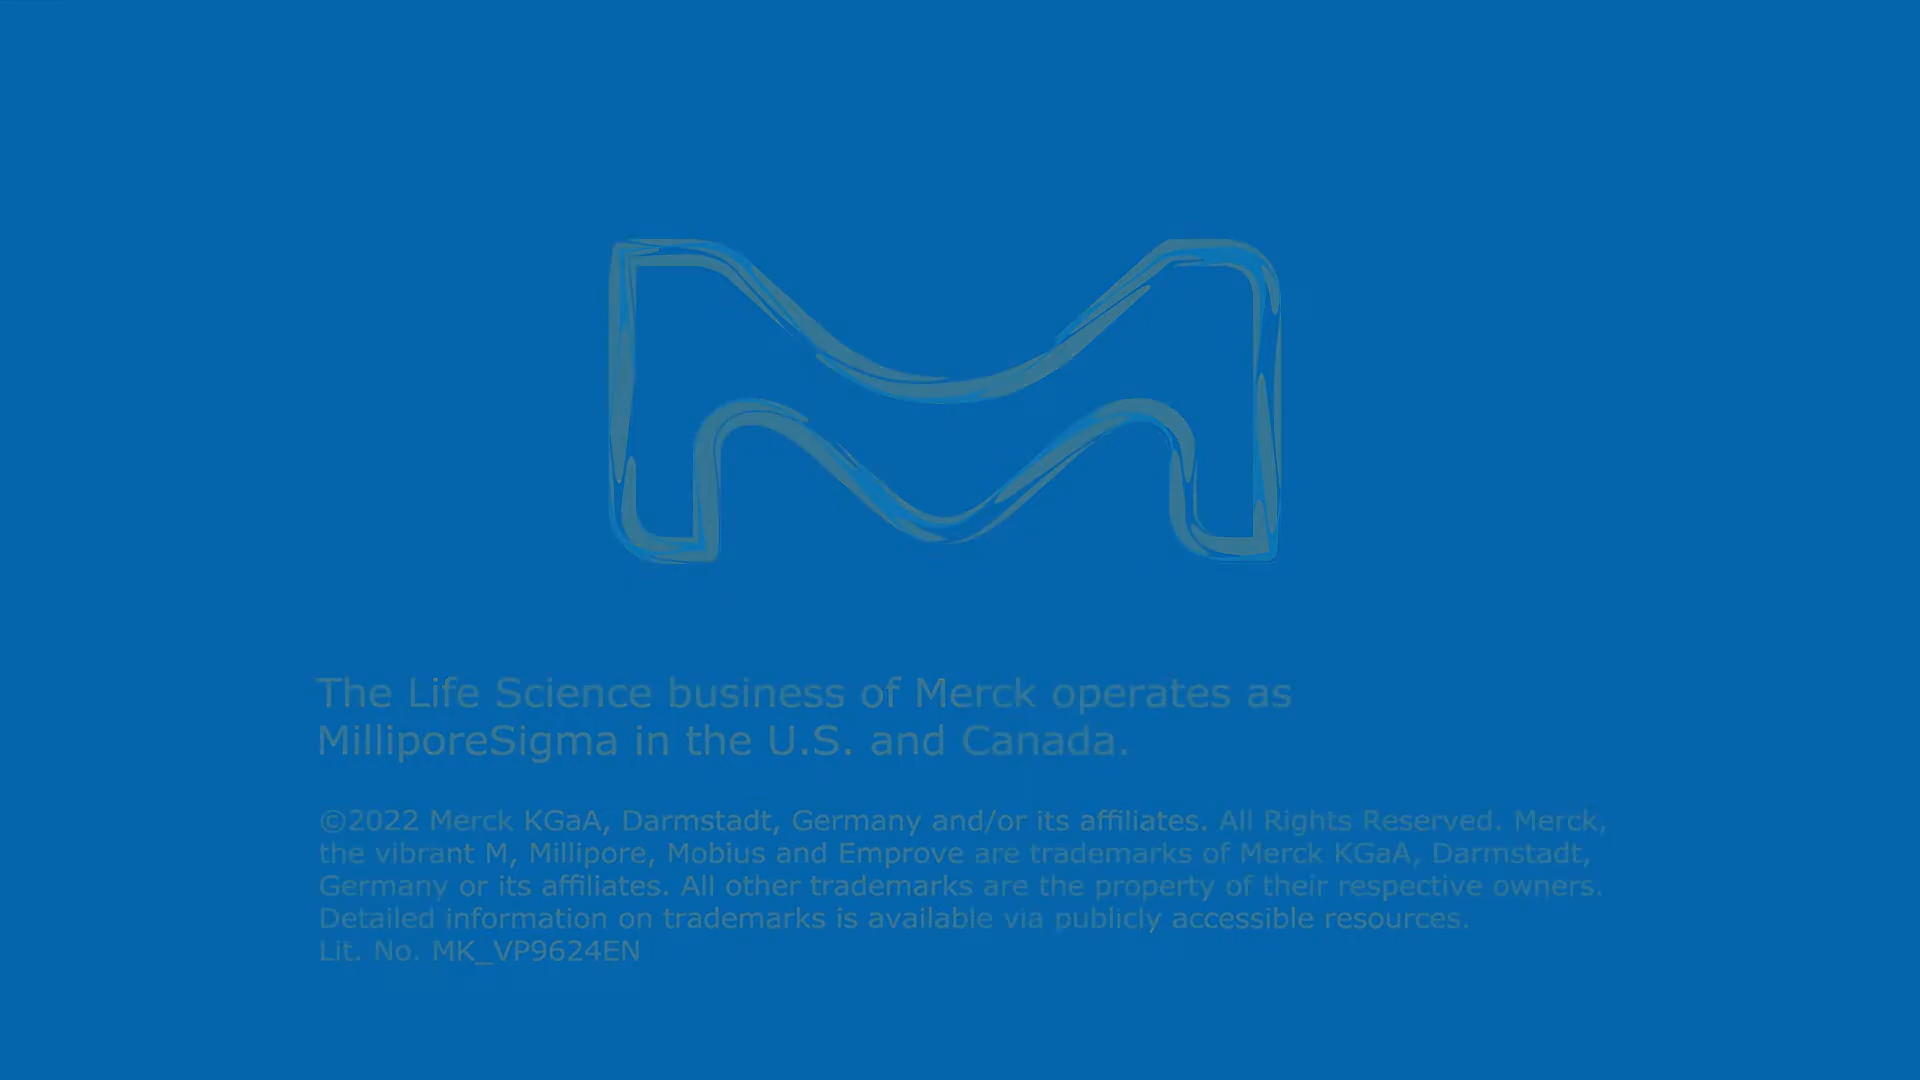 The Life Science business of Merck operates as
MilliporeSigma in the U.S. and Canada.
©2022 Merck KGaA, Darmstadt, Germany and/or its affiliates. All Rights Reserved. Merck,
the vibrant M, Millipore, Mobius and Emprove are trademarks of Merck KGaA, Darmstadt,
Germany or its affiliates. All other trademarks are the property of their respective owners.
Detailed information on trademarks is available via publicly accessible resources.
Lit. No. MK_VP9624EN